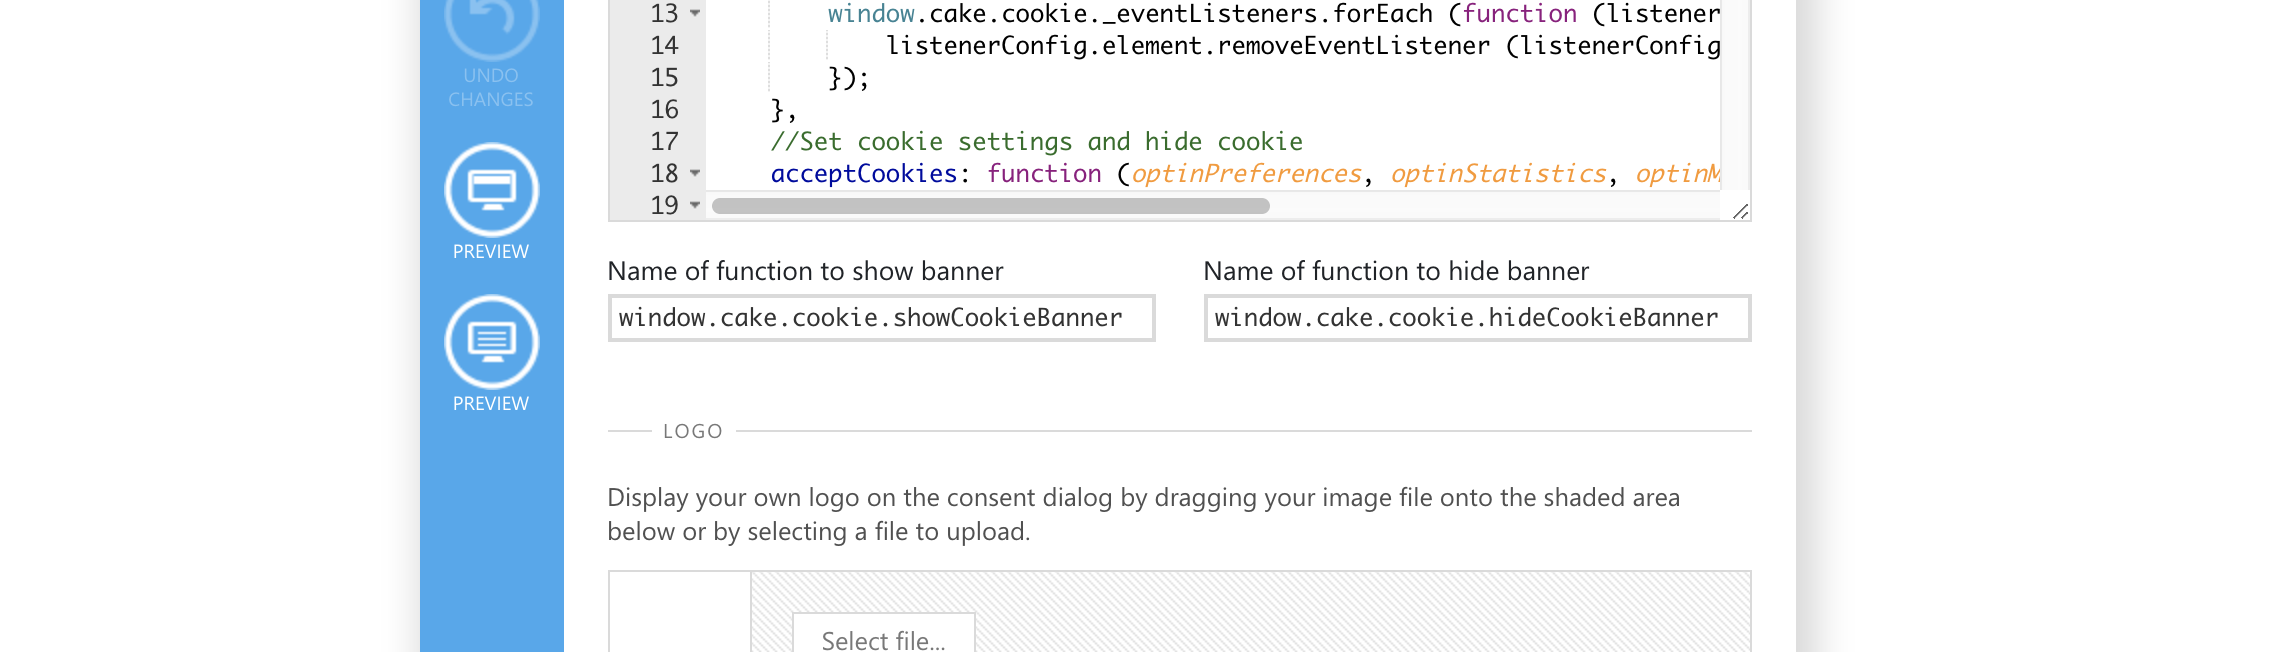 UNDO
CHANGES
PREVIEW
PREVIEW
13 window.cake.cookie._eventListeners.forEach (function (listener
14 listenerConfig.element.removeEventListener (listenerConfig
15 });
16 },
17 //Set cookie settings and hide cookie
18 acceptCookies: function (optinPreferences, optinStatistics, optinM
19
Name of function to show banner
window.cake.cookie.showCookieBanner
Name of function to hide banner
window.cake.cookie.hideCookieBanner
LOGO
Display your own logo on the consent dialog by dragging your image file onto the shaded area
below or by selecting a file to upload.
Select file...